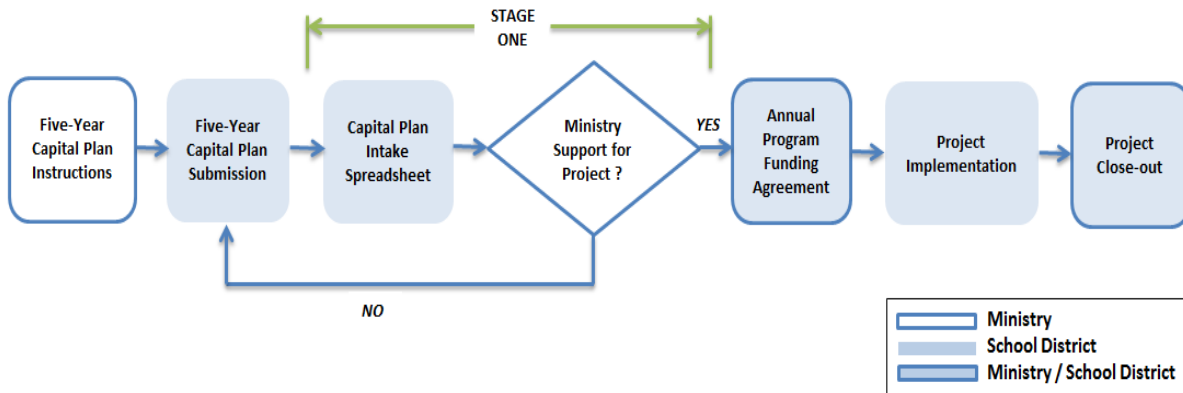 STAGE
ONE
Five-Year
Capital Plan
Instructions
Five-Year
Capital Plan
Submission
Capital Plan
Intake
Spreadsheet
Ministry
Support for
Project ?
YES
Annual
Program
Funding
Agreement
Project
Implementation
Project
Close-out
NO
Ministry
School District
Ministry / School District